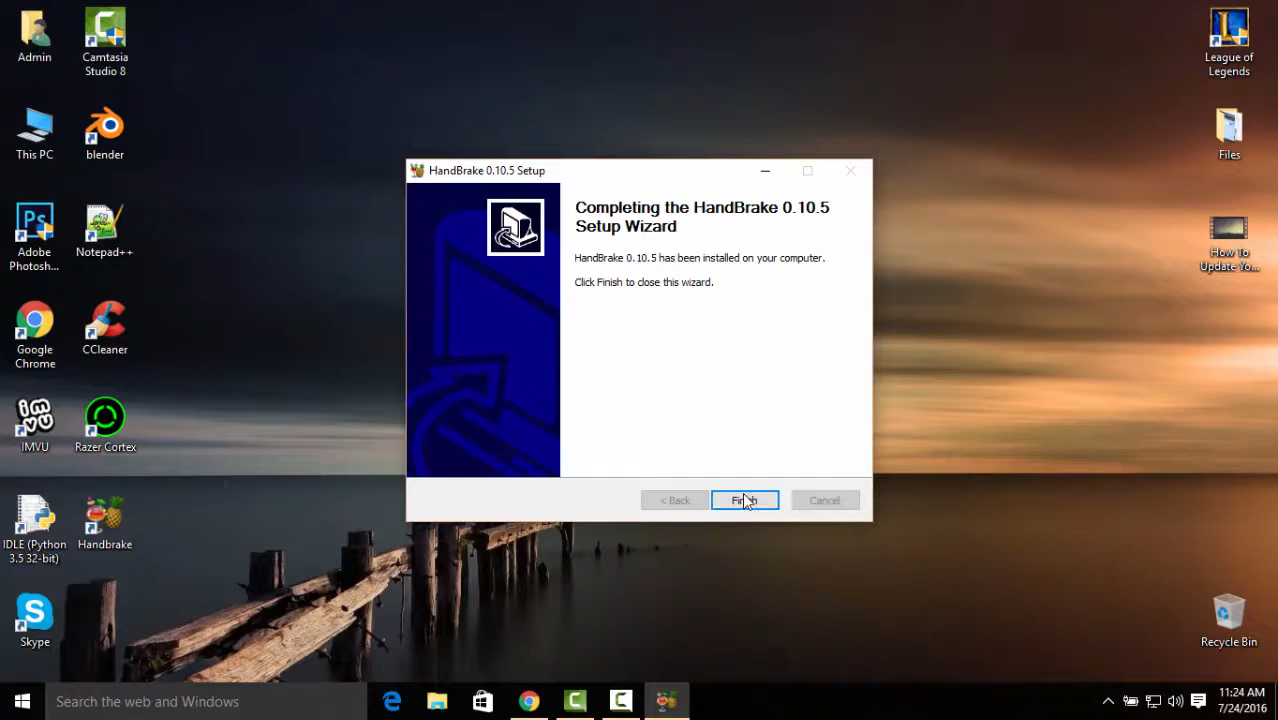 Admin
Camtasia
Studio 8
League of
Legends
This PC
blender
Files
Adobe
Photosh...
Notepad++
How To
Update Yo...
Google
Chrome
CCleaner
IMVU
Razer Cortex
IDLE (Python
3.5 32-bit)
Handbrake
Skype
Recycle Bin
HandBrake 0.10.5 Setup
Completing the HandBrake 0.10.5
Setup Wizard
HandBrake 0.10.5 has been installed on your computer.
Click Finish to close this wizard.
< Back
Finish
Cancel
Search the web and Windows
11:24 AM
7/24/2016